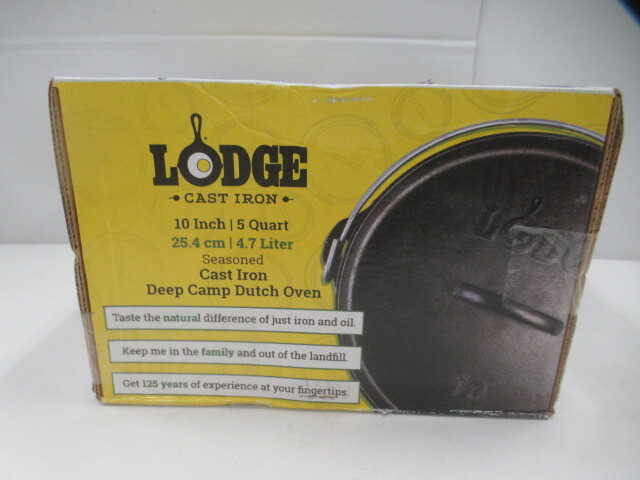 LODGE
CAST IRON
10 Inch | 5 Quart
25.4 cm | 4.7 Liter
Seasoned
Cast Iron
Deep Camp Dutch Oven
Taste the natural difference of just iron and oil.
Keep me in the family and out of the landfill.
Get 125 years of experience at your fingertips.
LODG
10